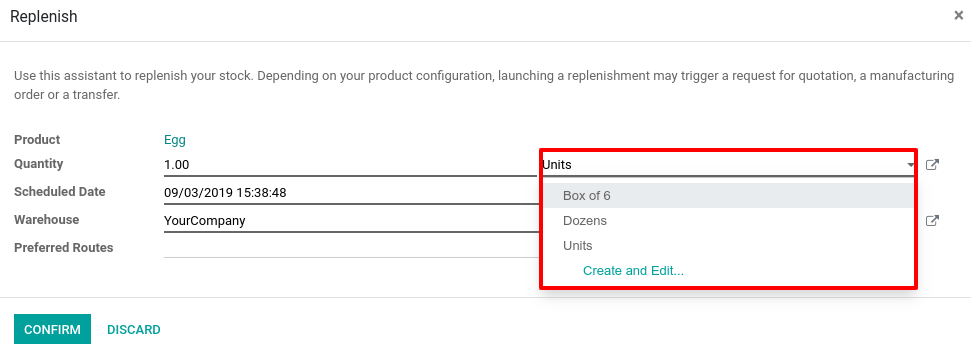 Replenish ×
Use this assistant to replenish your stock. Depending on your product configuration, launching a replenishment may trigger a request for quotation, a manufacturing
order or a transfer.
Product Egg
Quantity 1.00 Units
Scheduled Date 09/03/2019 15:38:48
Box of 6
Warehouse YourCompany
Dozens
Preferred Routes
Units
Create and Edit...
CONFIRM DISCARD